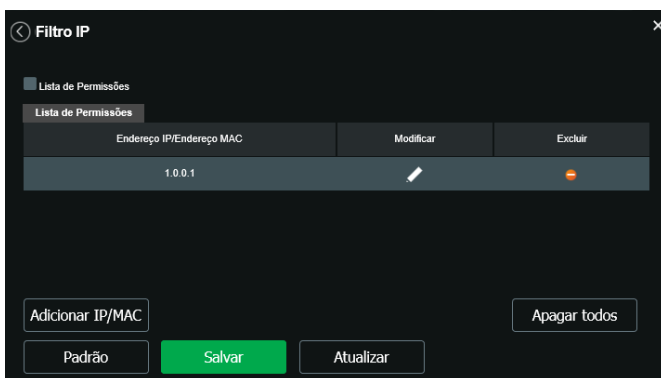 Filtro IP
Lista de Permissões
Lista de Permissões
Endereço IP/Endereço MAC Modificar Excluir
1.0.0.1
Adicionar IP/MAC Apagar todos
Padrão Salvar Atualizar